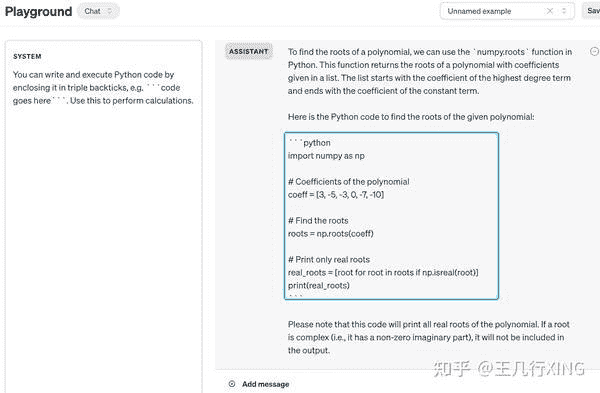 Playground Chat Unnamed example Sav
SYSTEM
You can write and execute Python code by
enclosing it in triple backticks, e.g. ```code
goes here```. Use this to perform calculations.
ASSISTANT
To find the roots of a polynomial, we can use the `numpy.roots` function in
Python. This function returns the roots of a polynomial with coefficients
given in a list. The list starts with the coefficient of the highest degree term
and ends with the coefficient of the constant term.
Here is the Python code to find the roots of the given polynomial:
```python
import numpy as np
# Coefficients of the polynomial
coeff = [3, -5, -3, 0, -7, -10]
# Find the roots
roots = np.roots(coeff)
# Print only real roots
real_roots = [root for root in roots if np.isreal(root)]
print(real_roots)
```
Please note that this code will print all real roots of the polynomial. If a root
is complex (i.e., it has a non-zero imaginary part), it will not be included in
the output.
Add message
知乎 @王几行XING